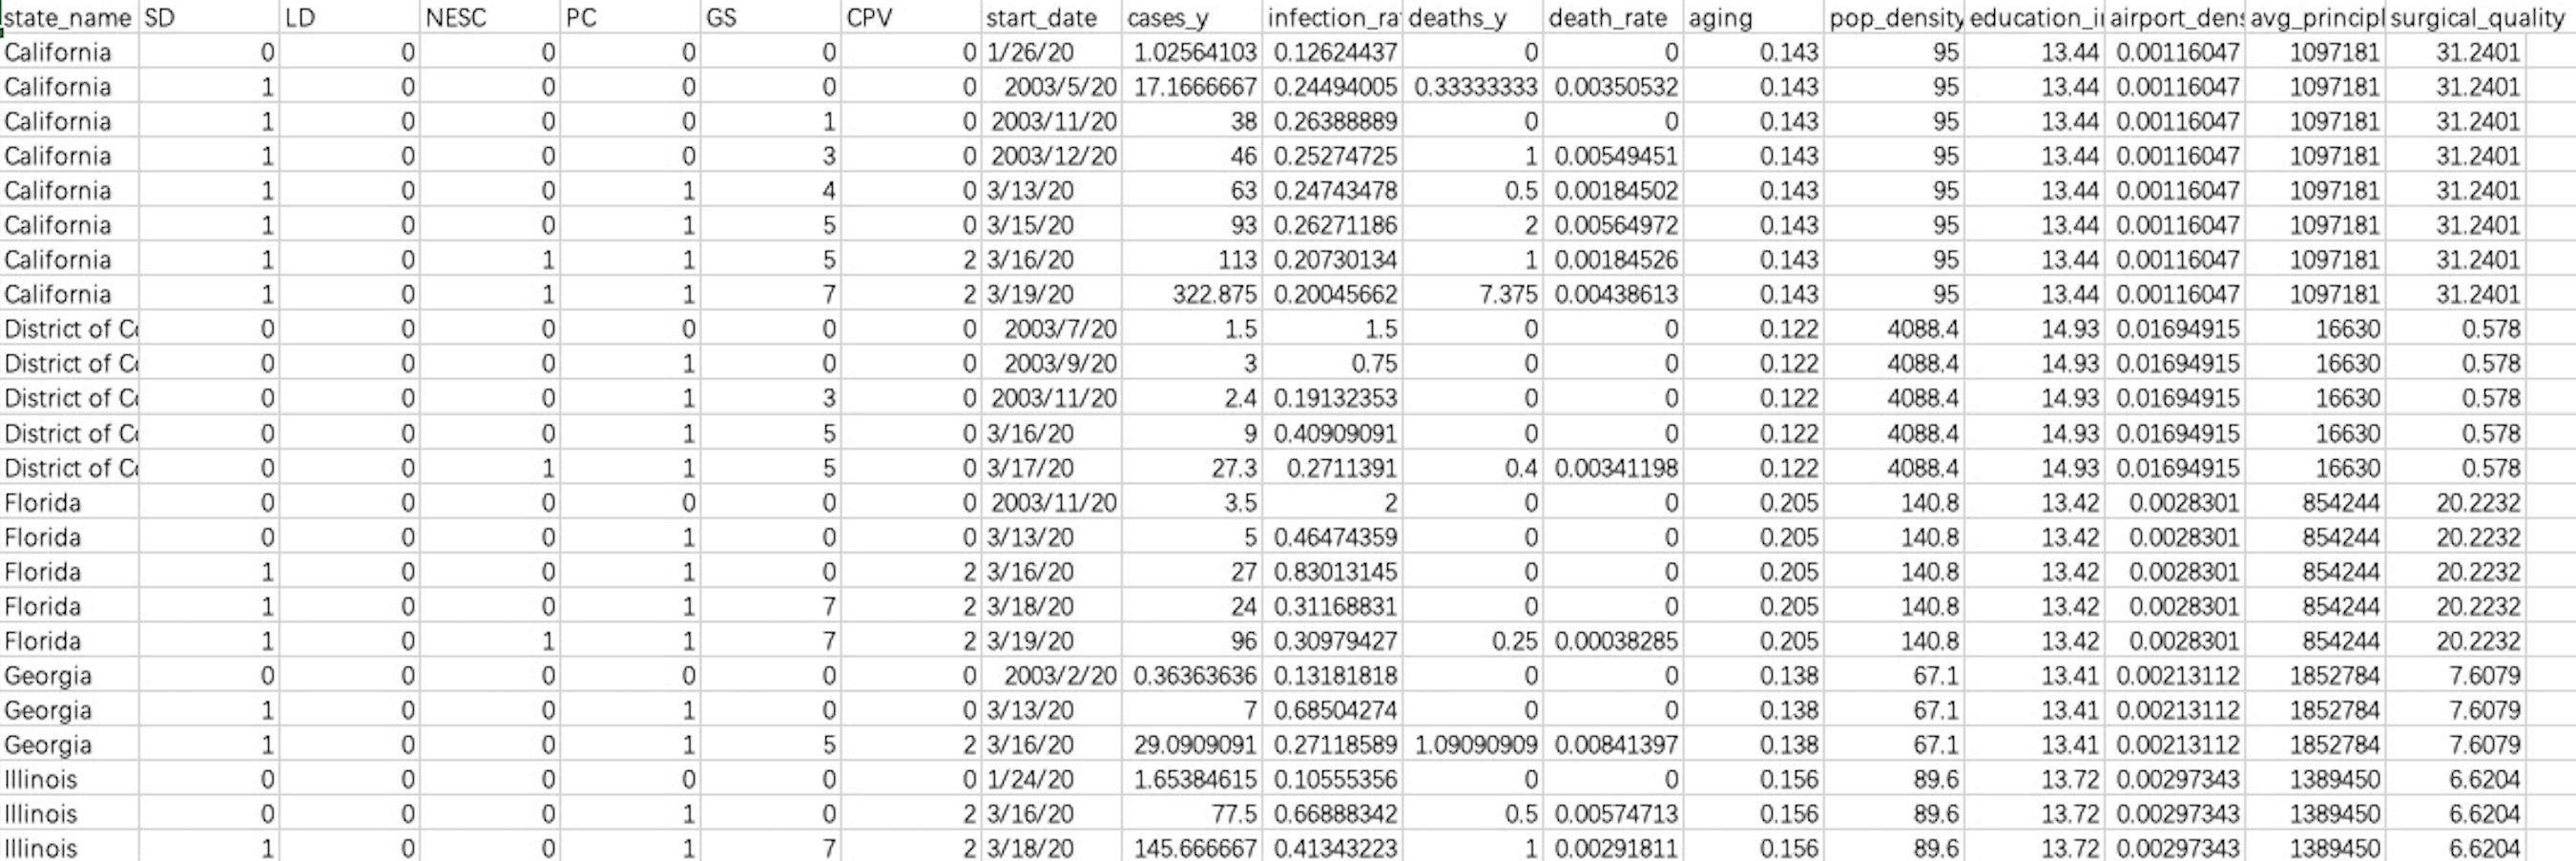 state_name SD LD NESC PC GS CPV start_date cases_y infection_ra deaths_y death_rate aging pop_density education_i airport_den avg_principl surgical_quality
California 0 0 0 0 0 0 1/26/20 1.02564103 0.12624437 0 0 0.143 95 13.44 0.00116047 1097181 31.2401
California 1 0 0 0 0 0 2003/5/20 17.1666667 0.24494005 0.33333333 0.00350532 0.143 95 13.44 0.00116047 1097181 31.2401
California 1 0 0 0 1 0 2003/11/20 38 0.26388889 0 0 0.143 95 13.44 0.00116047 1097181 31.2401
California 1 0 0 0 3 0 2003/12/20 46 0.25274725 1 0.00549451 0.143 95 13.44 0.00116047 1097181 31.2401
California 1 0 0 1 4 0 3/13/20 63 0.24743478 0.5 0.00184502 0.143 95 13.44 0.00116047 1097181 31.2401
California 1 0 0 1 5 0 3/15/20 93 0.26271186 2 0.00564972 0.143 95 13.44 0.00116047 1097181 31.2401
California 1 0 1 1 5 2 3/16/20 113 0.20730134 1 0.00184526 0.143 95 13.44 0.00116047 1097181 31.2401
California 1 0 1 1 7 2 3/19/20 322.875 0.20045662 7.375 0.00438613 0.143 95 13.44 0.00116047 1097181 31.2401
District of C 0 0 0 0 0 0 2003/7/20 1.5 1.5 0 0 0.122 4088.4 14.93 0.01694915 16630 0.578
District of C 0 0 0 1 0 0 2003/9/20 3 0.75 0 0 0.122 4088.4 14.93 0.01694915 16630 0.578
District of C 0 0 0 1 3 0 2003/11/20 2.4 0.19132353 0 0 0.122 4088.4 14.93 0.01694915 16630 0.578
District of C 0 0 0 1 5 0 3/16/20 9 0.40909091 0 0 0.122 4088.4 14.93 0.01694915 16630 0.578
District of C 0 0 1 1 5 0 3/17/20 27.3 0.2711391 0.4 0.00341198 0.122 4088.4 14.93 0.01694915 16630 0.578
Florida 0 0 0 0 0 0 2003/11/20 3.5 2 0 0 0.205 140.8 13.42 0.0028301 854244 20.2232
Florida 0 0 0 1 0 0 3/13/20 5 0.46474359 0 0 0.205 140.8 13.42 0.0028301 854244 20.2232
Florida 1 0 0 1 0 2 3/16/20 27 0.83013145 0 0 0.205 140.8 13.42 0.0028301 854244 20.2232
Florida 1 0 0 1 7 2 3/18/20 24 0.31168831 0 0 0.205 140.8 13.42 0.0028301 854244 20.2232
Florida 1 0 1 1 7 2 3/19/20 96 0.30979427 0.25 0.00038285 0.205 140.8 13.42 0.0028301 854244 20.2232
Georgia 0 0 0 0 0 0 2003/2/20 0.36363636 0.13181818 0 0 0.138 67.1 13.41 0.00213112 1852784 7.6079
Georgia 1 0 0 1 0 0 3/13/20 7 0.68504274 0 0 0.138 67.1 13.41 0.00213112 1852784 7.6079
Georgia 1 0 0 1 5 2 3/16/20 29.0909091 0.27118589 1.09090909 0.00841397 0.138 67.1 13.41 0.00213112 1852784 7.6079
Illinois 0 0 0 0 0 0 1/24/20 1.65384615 0.10555356 0 0 0.156 89.6 13.72 0.00297343 1389450 6.6204
Illinois 0 0 0 1 0 2 3/16/20 77.5 0.66888342 0.5 0.00574713 0.156 89.6 13.72 0.00297343 1389450 6.6204
Illinois 1 0 0 1 7 2 3/18/20 145.666667 0.41343223 1 0.00291811 0.156 89.6 13.72 0.00297343 1389450 6.6204